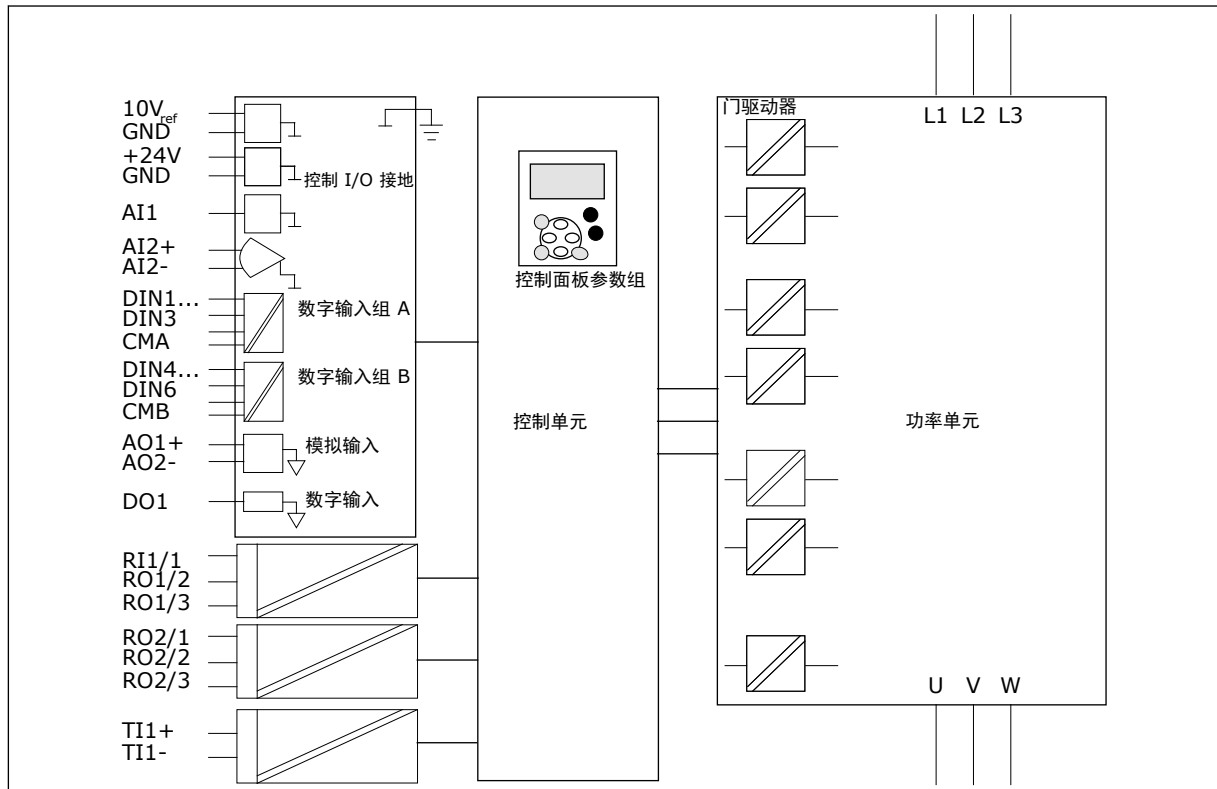 10Vref
GND
+24V
GND
控制 I/O 接地
AI1
AI2+
AI2-
DIN1...
DIN3
CMA
数字输入组 A
DIN4...
DIN6
CMB
数字输入组 B
AO1+
AO2-
模拟输入
DO1
数字输入
RI1/1
RO1/2
RO1/3
RO2/1
RO2/2
RO2/3
TI1+
TI1-
控制面板参数组
控制单元
门驱动器
L1 L2 L3
功率单元
U V W